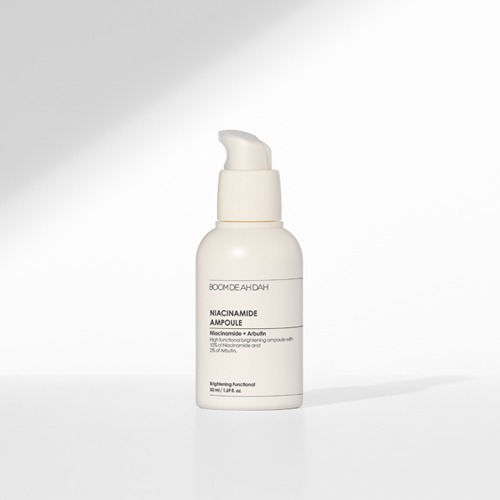 BOOM DE AH DAH
NIACINAMIDE
AMPOULE
Niacinamide + Arbutin
High functional brightening ampoule with
10% of Niacinamide and
2% of Arbutin.
Brightening Functional
50 ml / 1.69 fl. oz.